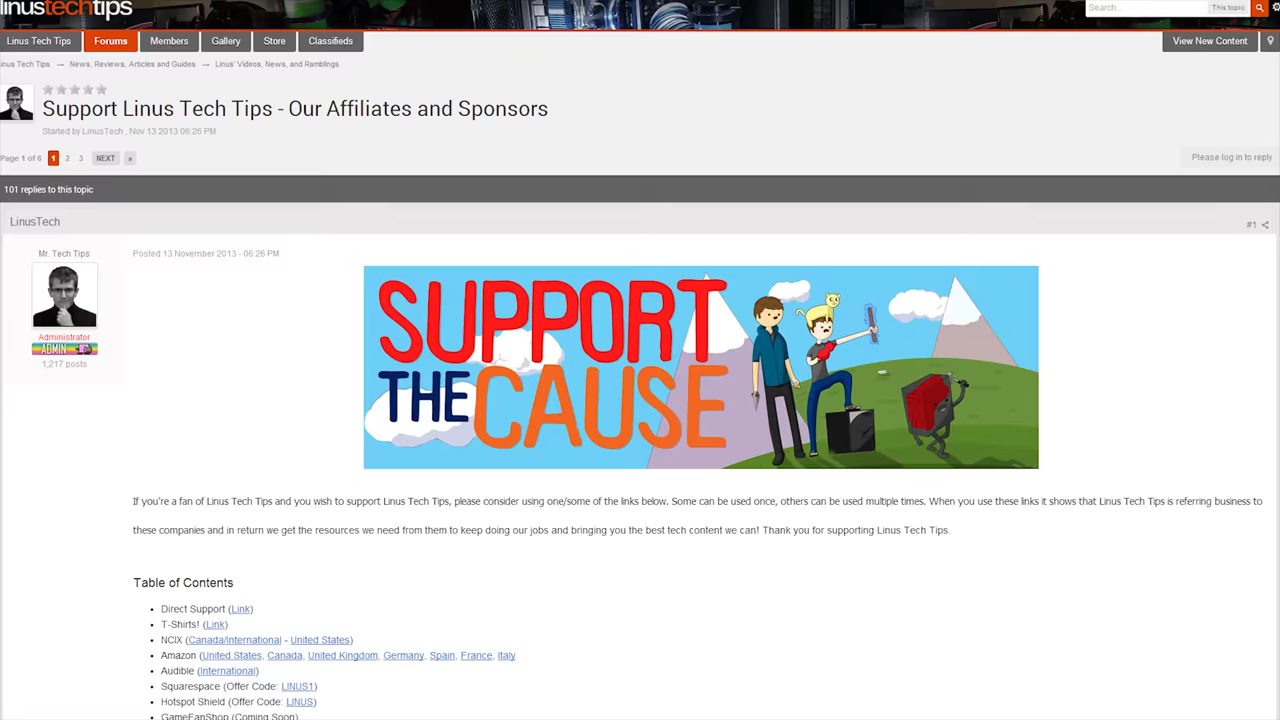 linustechtips
Search... This topic
Linus Tech Tips Forums Members Gallery Store Classifieds View New Content
Linus Tech Tips → News, Reviews, Articles and Guides → Linus' Videos, News, and Ramblings
Support Linus Tech Tips - Our Affiliates and Sponsors
Started by LinusTech , Nov 13 2013 06:26 PM
Page 1 of 6 1 2 3 NEXT » Please log in to reply
101 replies to this topic
LinusTech #1
Mr. Tech Tips Posted 13 November 2013 - 06:26 PM
SUPPORT
THE CAUSE
Administrator
ADMIN
1,217 posts
If you're a fan of Linus Tech Tips and you wish to support Linus Tech Tips, please consider using one/some of the links below. Some can be used once, others can be used multiple times. When you use these links it shows that Linus Tech Tips is referring business to
these companies and in return we get the resources we need from them to keep doing our jobs and bringing you the best tech content we can! Thank you for supporting Linus Tech Tips.
Table of Contents
• Direct Support (Link)
• T-Shirts! (Link)
• NCIX (Canada/International - United States)
• Amazon (United States, Canada, United Kingdom, Germany, Spain, France, Italy
• Audible (International)
• Squarespace (Offer Code: LINUS1)
• Hotspot Shield (Offer Code: LINUS)
• GameFanShop (Coming Soon)